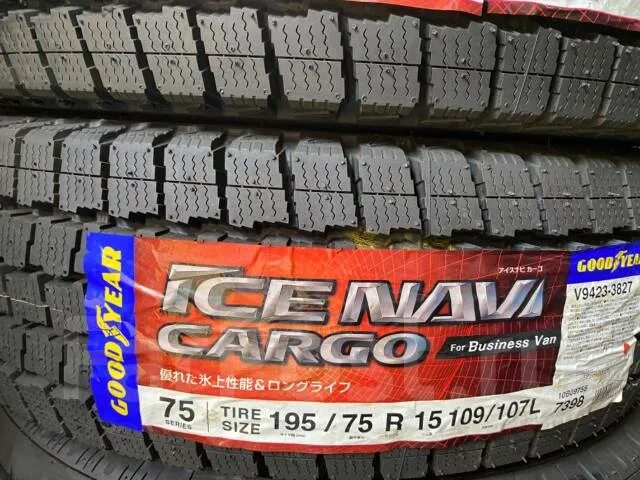 GOODYEAR
アイスナビ カーゴ
ICE NAVI
CARGO
For Business Van
優れた氷上性能&ロングライフ
75 SERIES
TIRE SIZE 195/75 R 15 109/107L
GOODYEAR
V9423-3827
10609758
7398